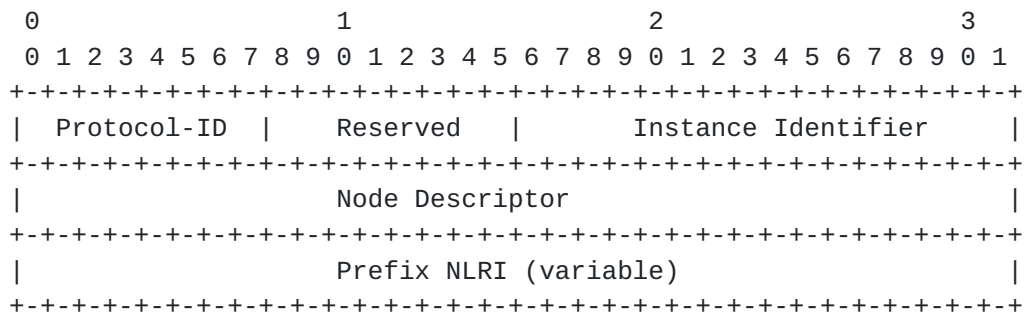 0                   1                   2                   3
 0 1 2 3 4 5 6 7 8 9 0 1 2 3 4 5 6 7 8 9 0 1 2 3 4 5 6 7 8 9 0 1
+-+-+-+-+-+-+-+-+-+-+-+-+-+-+-+-+-+-+-+-+-+-+-+-+-+-+-+-+-+-+-+-+
|  Protocol-ID  |    Reserved   |       Instance Identifier     |
+-+-+-+-+-+-+-+-+-+-+-+-+-+-+-+-+-+-+-+-+-+-+-+-+-+-+-+-+-+-+-+-+
|                    Node Descriptor                            |
+-+-+-+-+-+-+-+-+-+-+-+-+-+-+-+-+-+-+-+-+-+-+-+-+-+-+-+-+-+-+-+-+
|                    Prefix NLRI (variable)                     |
+-+-+-+-+-+-+-+-+-+-+-+-+-+-+-+-+-+-+-+-+-+-+-+-+-+-+-+-+-+-+-+-+